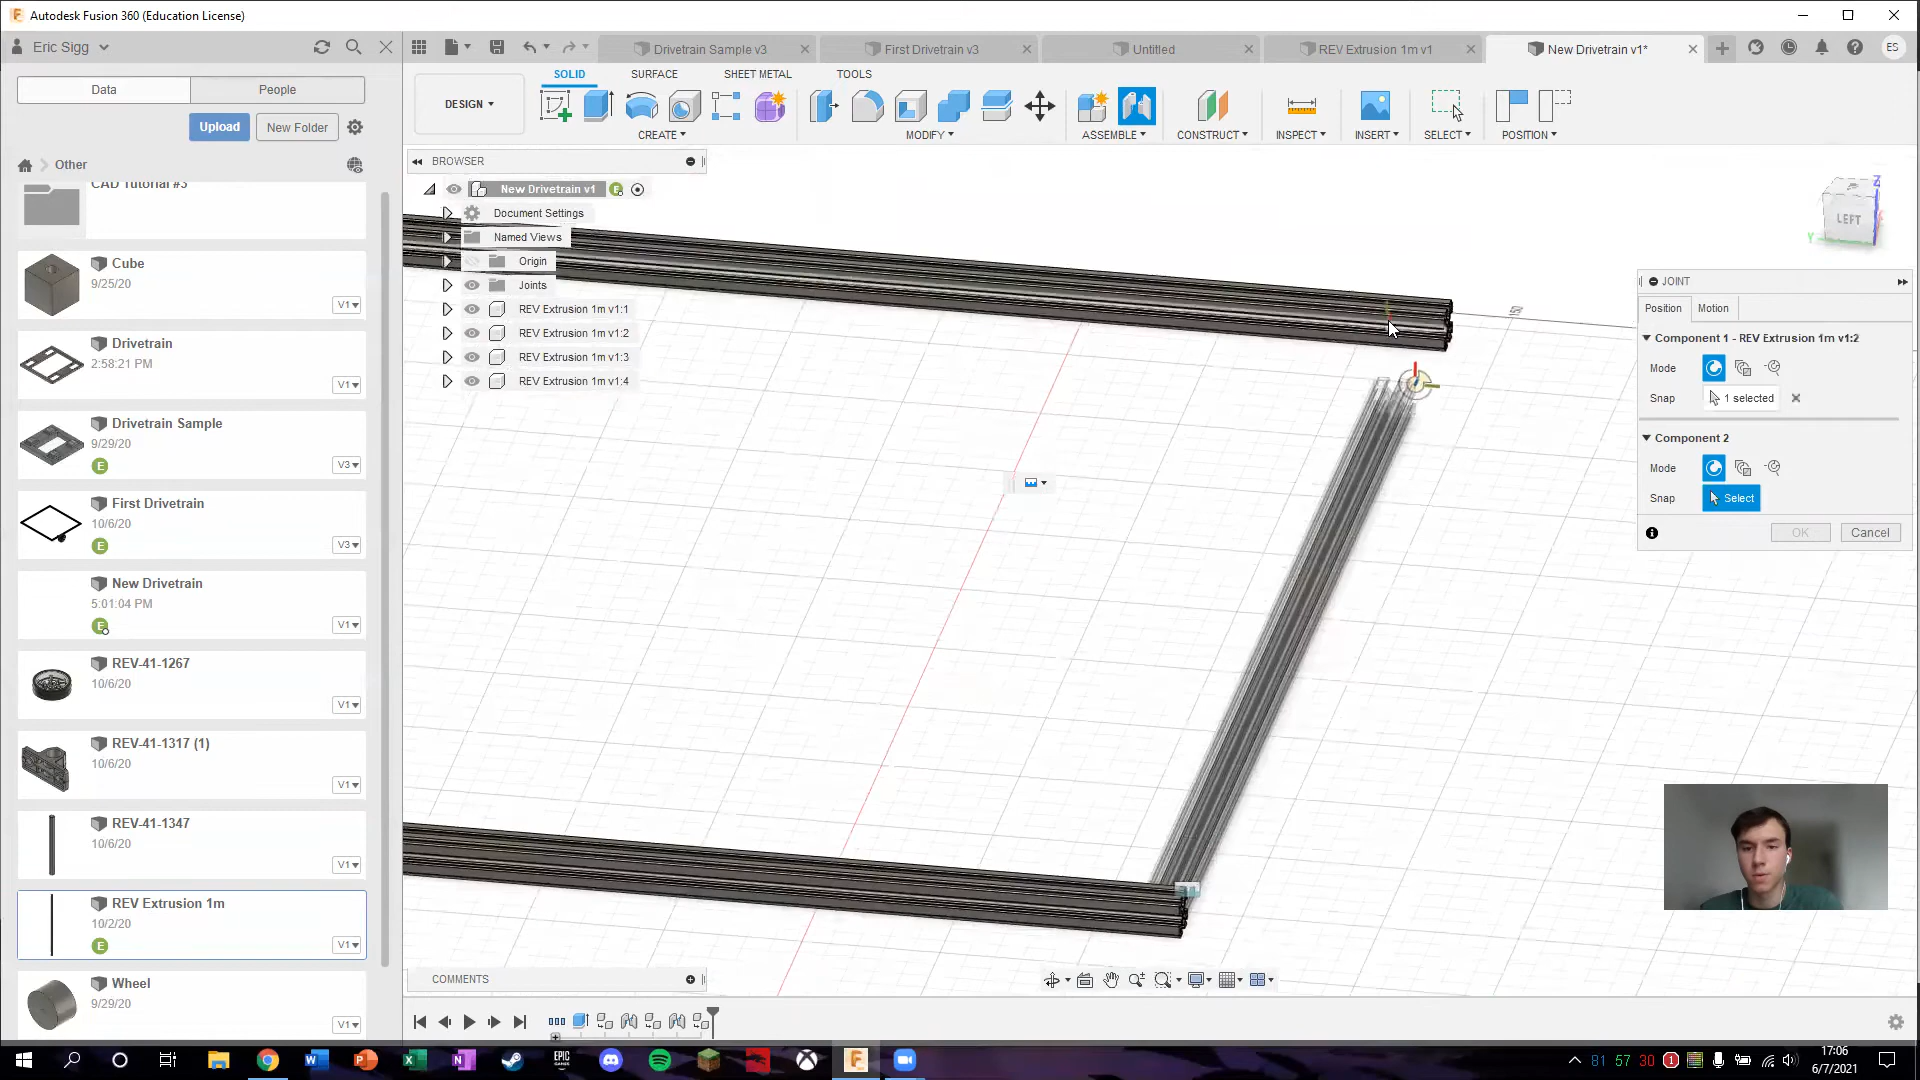 Autodesk Fusion 360 (Education License)
Eric Sigg
Drivetrain Sample v3
First Drivetrain v3
Untitled
REV Extrusion 1m v1
New Drivetrain v1*
ES
Data
People
Upload
New Folder
Other
DESIGN
SOLID
SURFACE
SHEET METAL
TOOLS
CREATE
MODIFY
ASSEMBLE
CONSTRUCT
INSPECT
INSERT
SELECT
POSITION
CAD Tutorial #3
Cube
9/25/20
V1
Drivetrain
2:58:21 PM
V1
Drivetrain Sample
9/29/20
E
V3
First Drivetrain
10/6/20
E
V3
New Drivetrain
5:01:04 PM
E
V1
REV-41-1267
10/6/20
V1
REV-41-1317 (1)
10/6/20
V1
REV-41-1347
10/6/20
V1
REV Extrusion 1m
10/2/20
E
V1
Wheel
9/29/20
V1
BROWSER
New Drivetrain v1
Document Settings
Named Views
Origin
Joints
REV Extrusion 1m v1:1
REV Extrusion 1m v1:2
REV Extrusion 1m v1:3
REV Extrusion 1m v1:4
Z
LEFT
Y
JOINT
Position
Motion
Component 1 - REV Extrusion 1m v1:2
Mode
Snap
1 selected
Component 2
Mode
Snap
Select
OK
Cancel
COMMENTS
81 57 30
17:06
6/7/2021